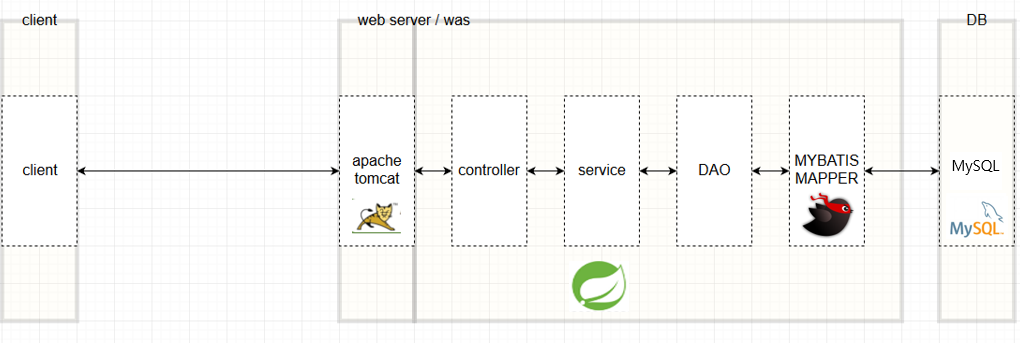 client
web server / was
DB
client
apache
tomcat
controller
service
DAO
MYBATIS
MAPPER
MySQL
MySQL